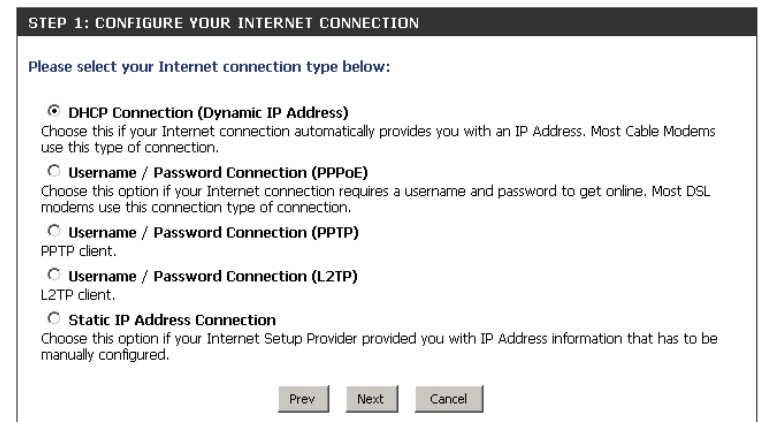 STEP 1: CONFIGURE YOUR INTERNET CONNECTION
Please select your Internet connection type below:
DHCP Connection (Dynamic IP Address)
Choose this if your Internet connection automatically provides you with an IP Address. Most Cable Modems
use this type of connection.
Username / Password Connection (PPPoE)
Choose this option if your Internet connection requires a username and password to get online. Most DSL
modems use this connection type of connection.
Username / Password Connection (PPTP)
PPTP client.
Username / Password Connection (L2TP)
L2TP client.
Static IP Address Connection
Choose this option if your Internet Setup Provider provided you with IP Address information that has to be
manually configured.
Prev Next Cancel